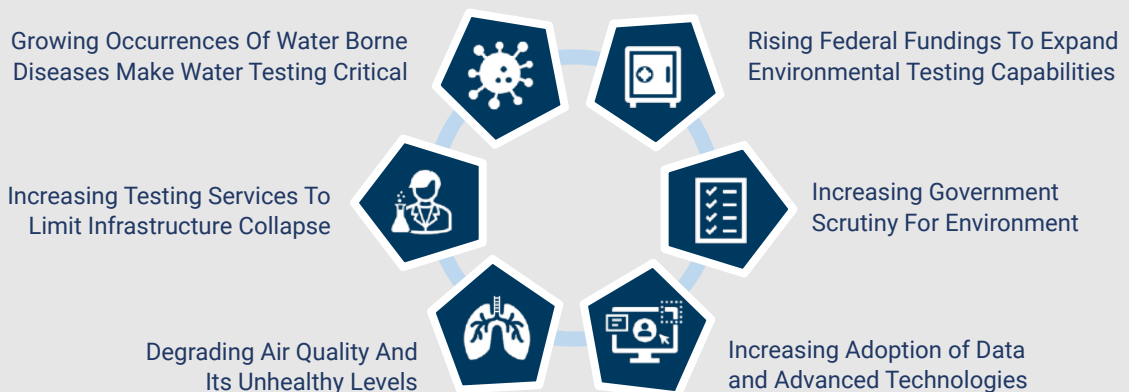 Growing Occurrences Of Water Borne
Diseases Make Water Testing Critical
Rising Federal Fundings To Expand
Environmental Testing Capabilities
Increasing Testing Services To
Limit Infrastructure Collapse
Increasing Government
Scrutiny For Environment
Degrading Air Quality And
Its Unhealthy Levels
Increasing Adoption of Data
and Advanced Technologies